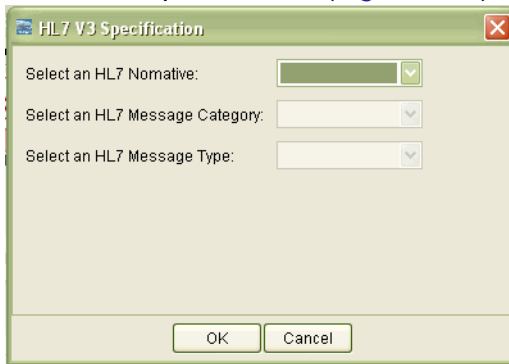 HL7 V3 Specification
Select an HL7 Nomative:
Select an HL7 Message Category:
Select an HL7 Message Type:
OK Cancel